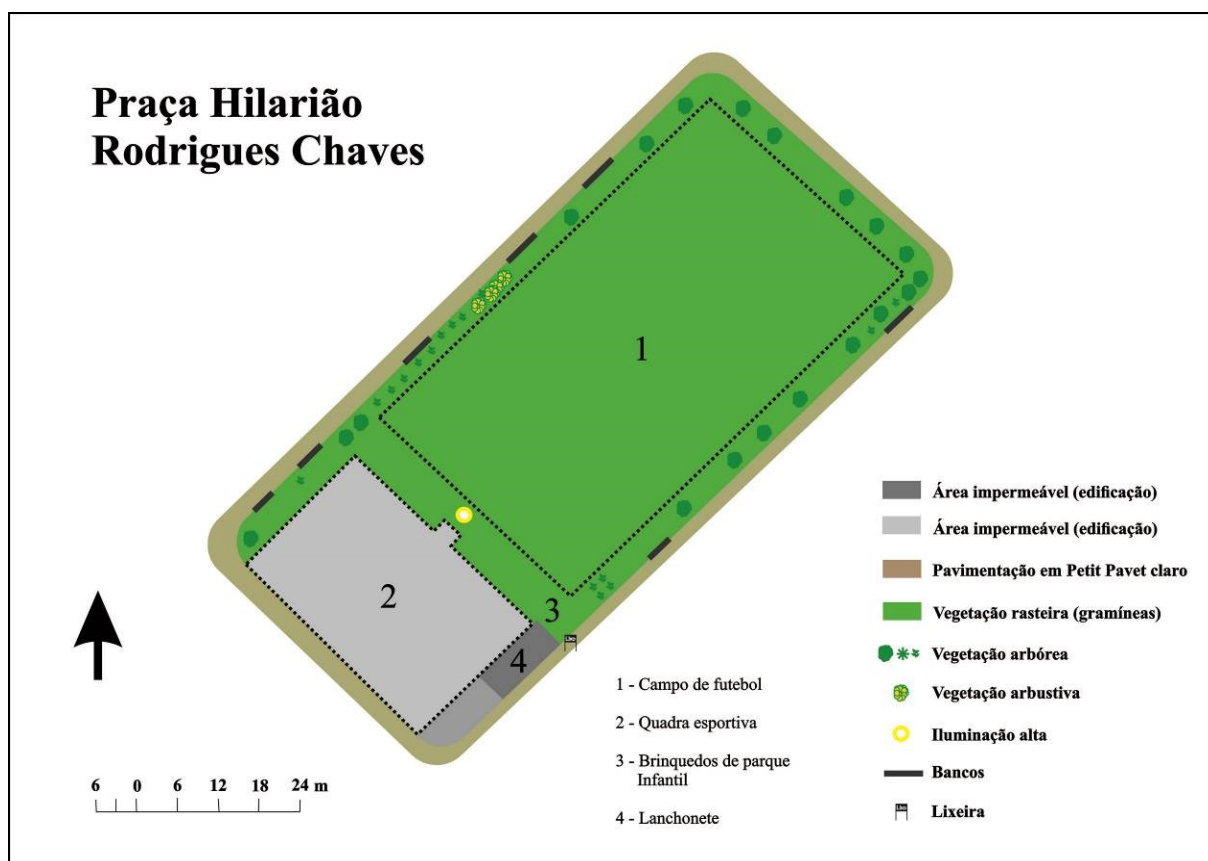 Praça Hilarião
Rodrigues Chaves
1
2
3
4
Área impermeável (edificação)
Área impermeável (edificação)
Pavimentação em Petit Pavet claro
Vegetação rasteira (gramíneas)
Vegetação arbórea
Vegetação arbustiva
Iluminação alta
Bancos
Lixeira
1 - Campo de futebol
2 - Quadra esportiva
3 - Brinquedos de parque
Infantil
4 - Lanchonete
6 0 6 12 18 24 m